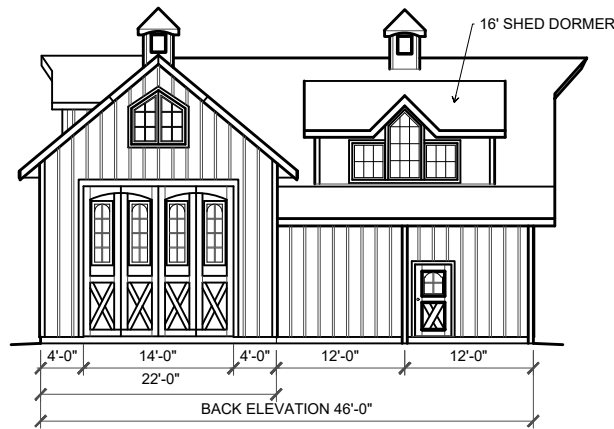 16' SHED DORMER
4'-0" 14'-0" 4'-0" 12'-0" 12'-0"
22'-0"
BACK ELEVATION 46'-0"